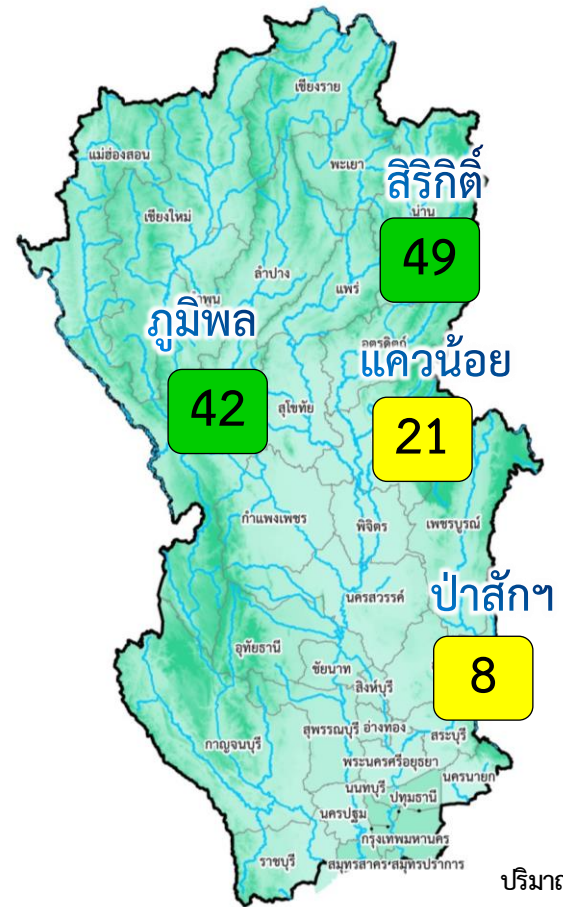 เชียงราย
แม่ฮ่องสอน
พะเยา
สิริกิติ์
น่าน
เชียงใหม่
49
ลำปาง
แพร่
ภูมิพล
อุตรดิตถ์
แควน้อย
42
สุโขทัย
21
กำแพงเพชร
พิจิตร
เพชรบูรณ์
ป่าสักฯ
นครสวรรค์
อุทัยธานี
ชัยนาท
8
สิงห์บุรี
สุพรรณบุรี อ่างทอง
สระบุรี
กาญจนบุรี
พระนครศรีอยุธยา
นครนายก
นนทบุรี
ปทุมธานี
นครปฐม
กรุงเทพมหานคร
ราชบุรี
สมุทรสาคร สมุทรปราการ